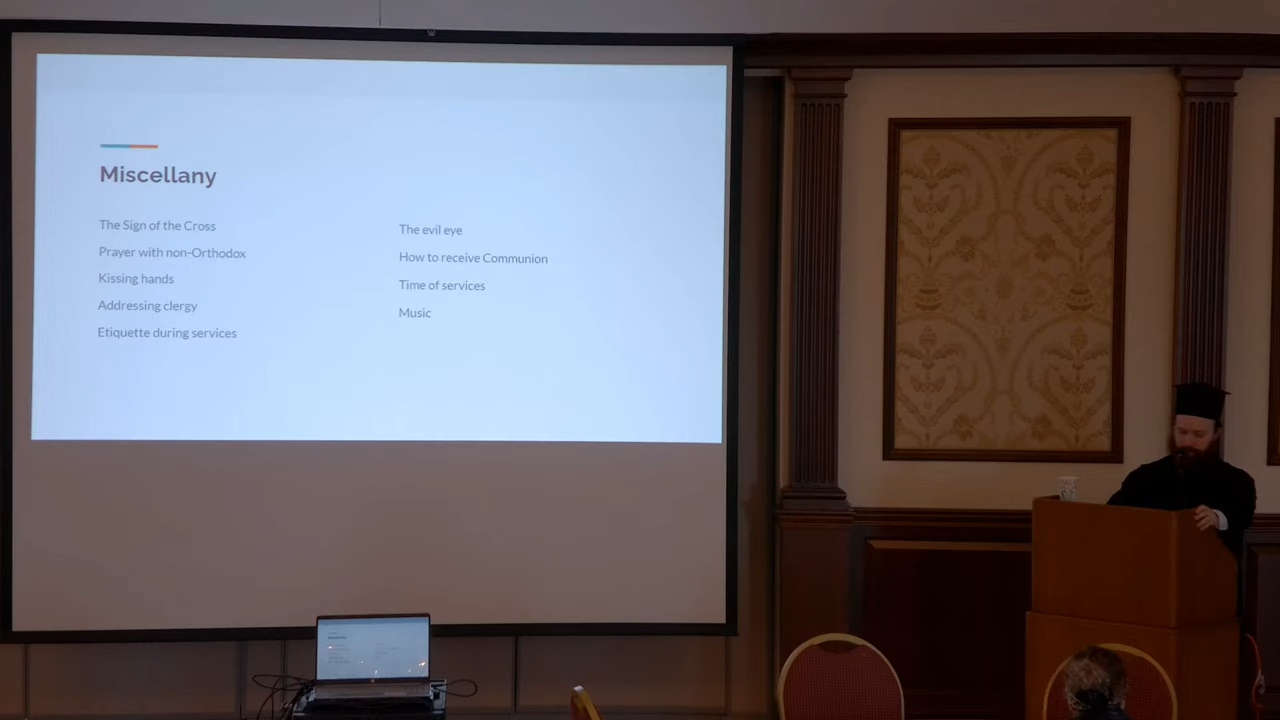 Miscellany
The Sign of the Cross
Prayer with non-Orthodox
Kissing hands
Addressing clergy
Etiquette during services
The evil eye
How to receive Communion
Time of services
Music